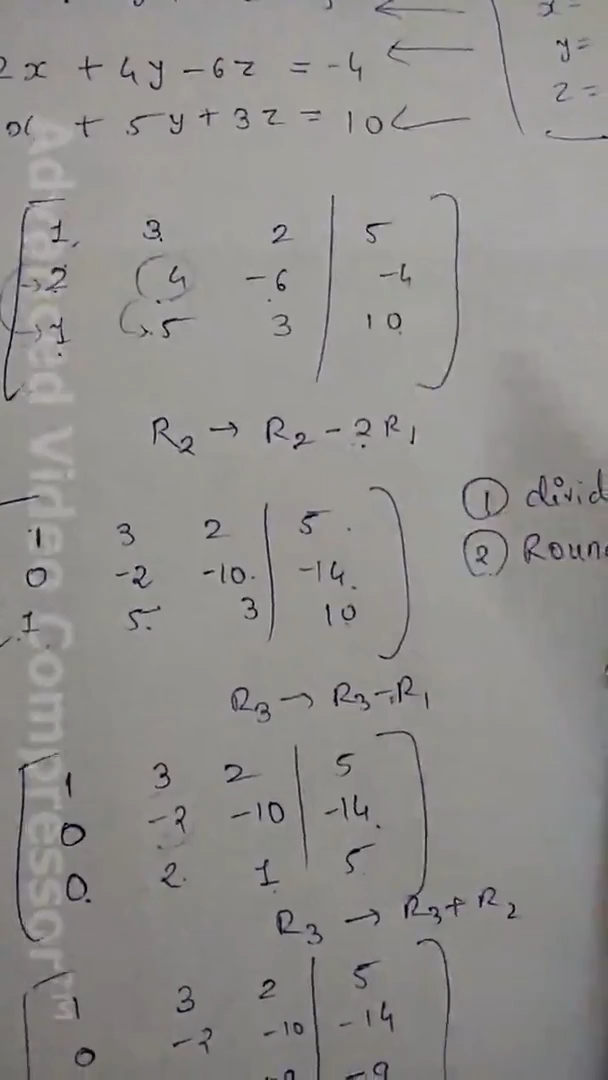 x =
2x + 4y - 6z = -4
y =
x + 5y + 3z = 10
z =
1 3 2 | 5
2 4 -6 | -4
1 5 3 | 10
R2 → R2 - 2R1
1 3 2 | 5
0 -2 -10 | -14
1 5 3 | 10
① divid
② Roun
R3 → R3 - R1
1 3 2 | 5
0 -2 -10 | -14
0 2 1 | 5
R3 → R3 + R2
1 3 2 | 5
0 -2 -10 | -14
-9 | -9
Advanced Video Compressor™